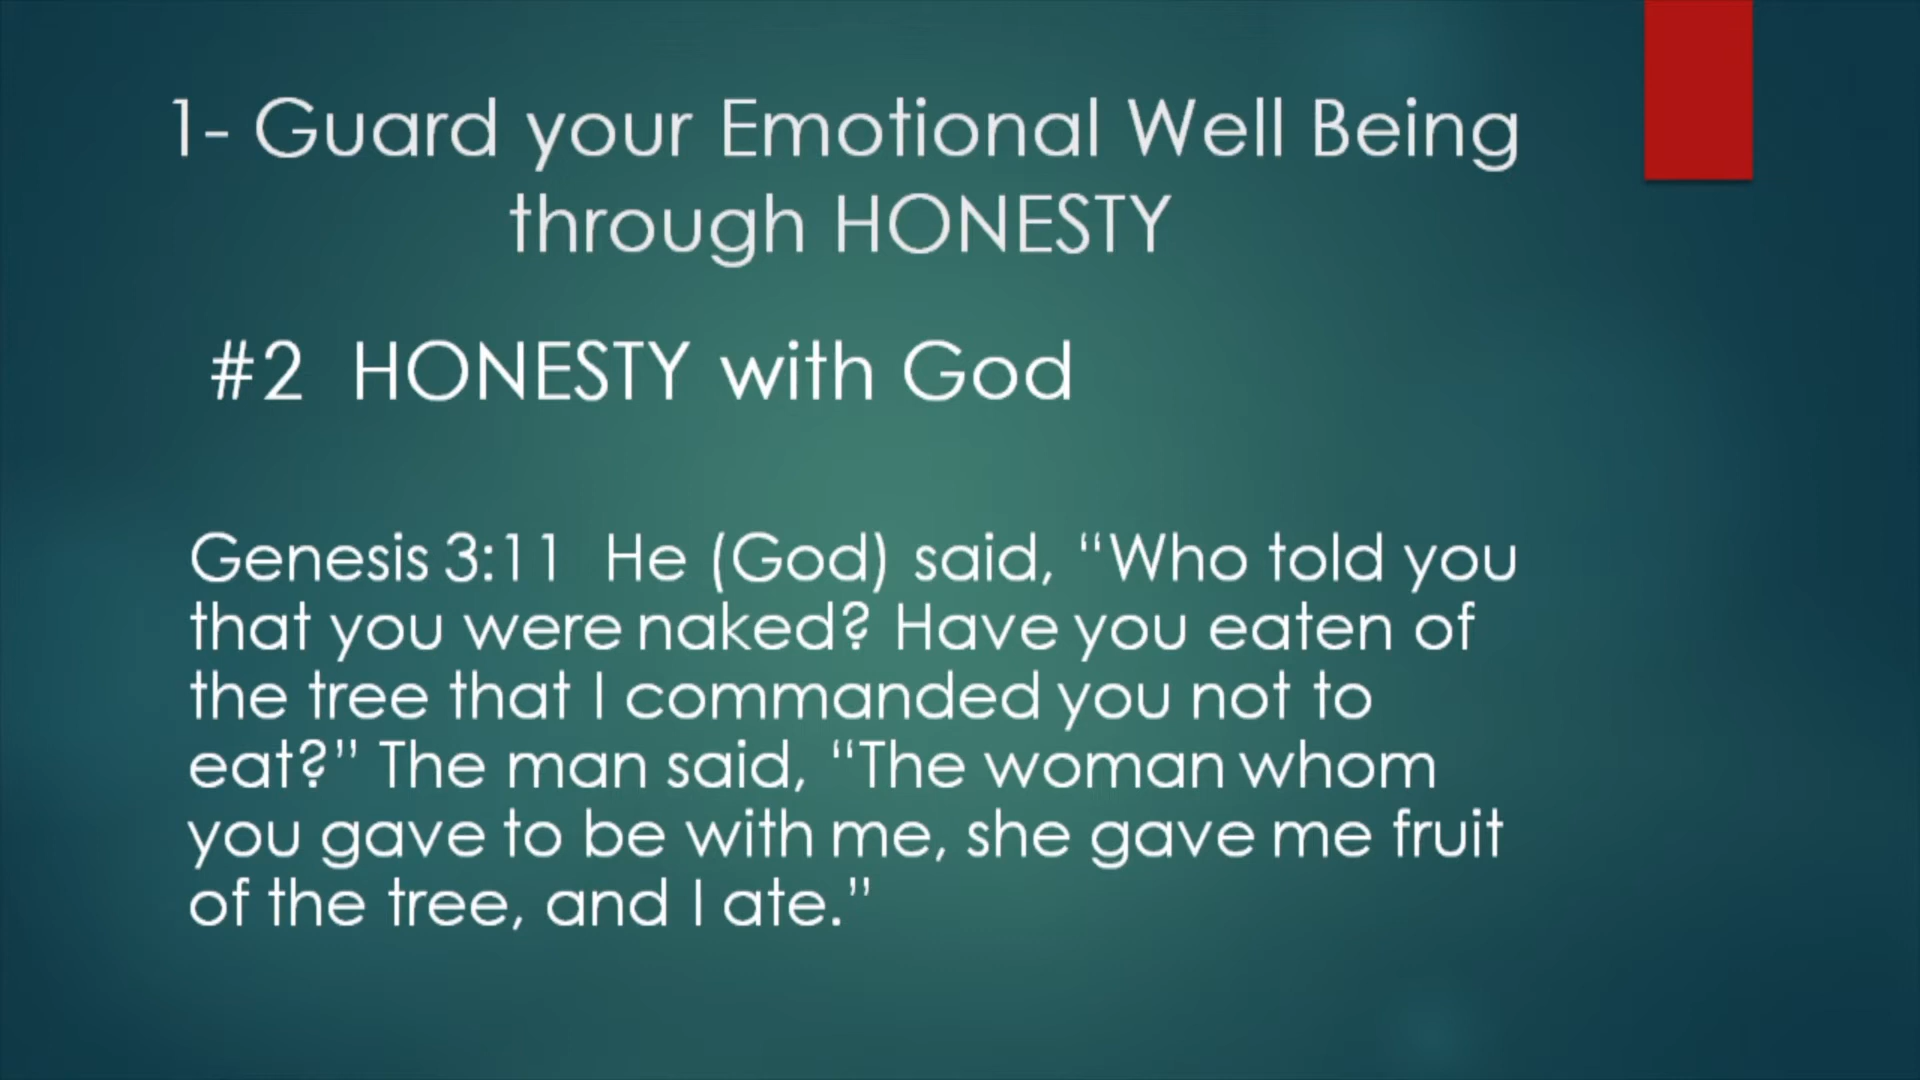 1- Guard your Emotional Well Being
through HONESTY
#2 HONESTY with God
Genesis 3:11 He (God) said, “Who told you
that you were naked? Have you eaten of
the tree that I commanded you not to
eat?” The man said, “The woman whom
you gave to be with me, she gave me fruit
of the tree, and I ate.”